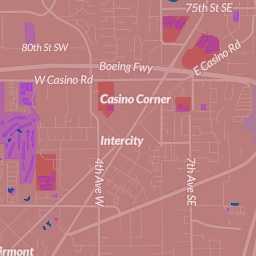 75th St SE
80th St SW
E Casino Rd
Boeing Fwy
W Casino Rd
Casino Corner
Intercity
4th Ave W
7th Ave SE
irmont